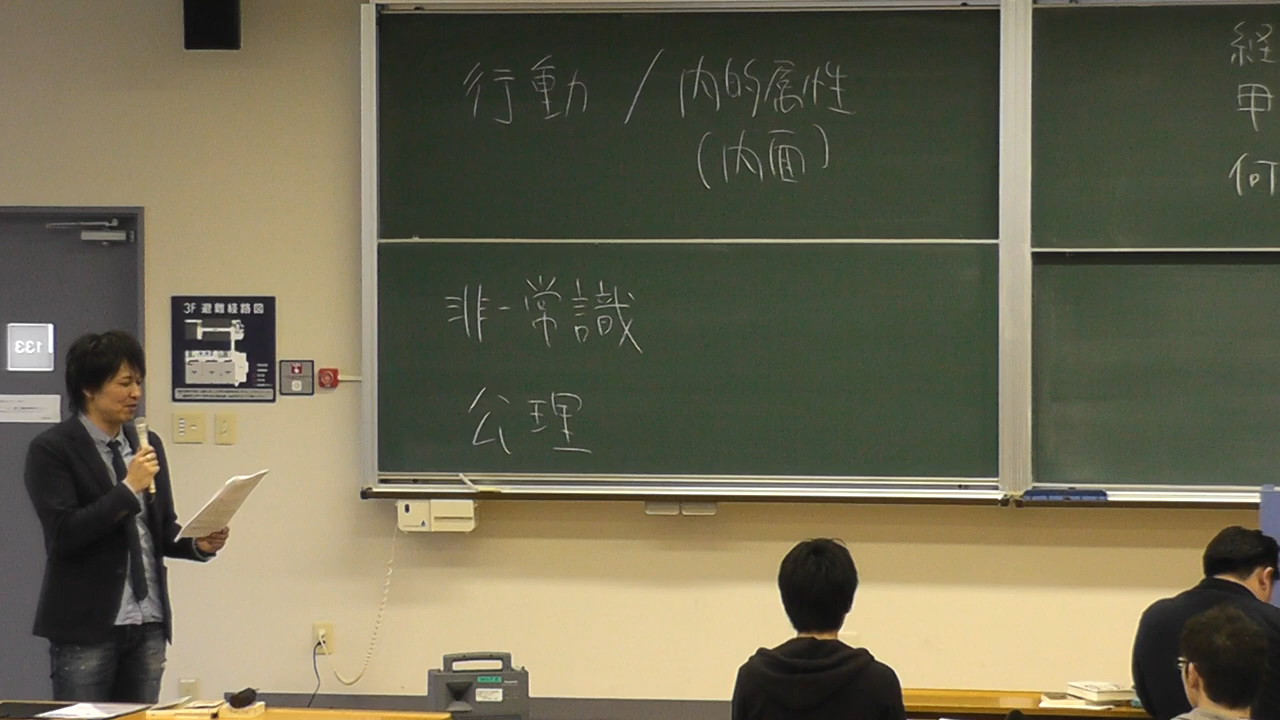 行動 / 内的属性
(内面)
非-常識
公理
経
甲
何
3F 避難経路図
133